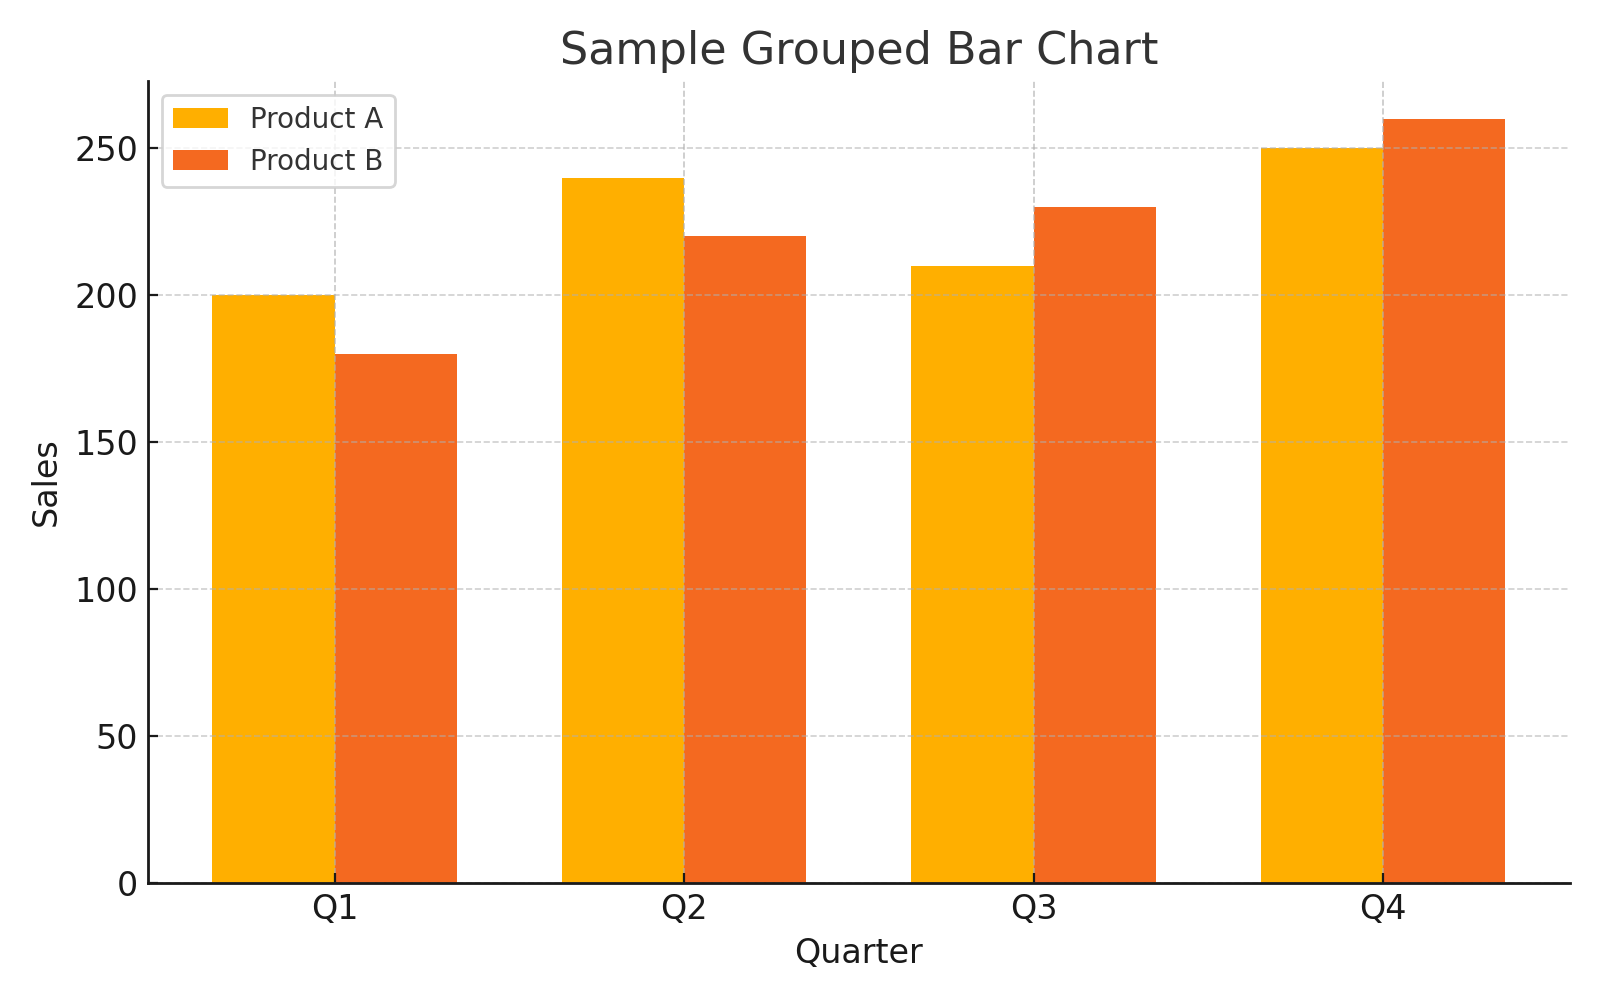 Sample Grouped Bar Chart
Product A
Product B
250
200
150
100
50
0
Sales
Q1 Q2 Q3 Q4
Quarter